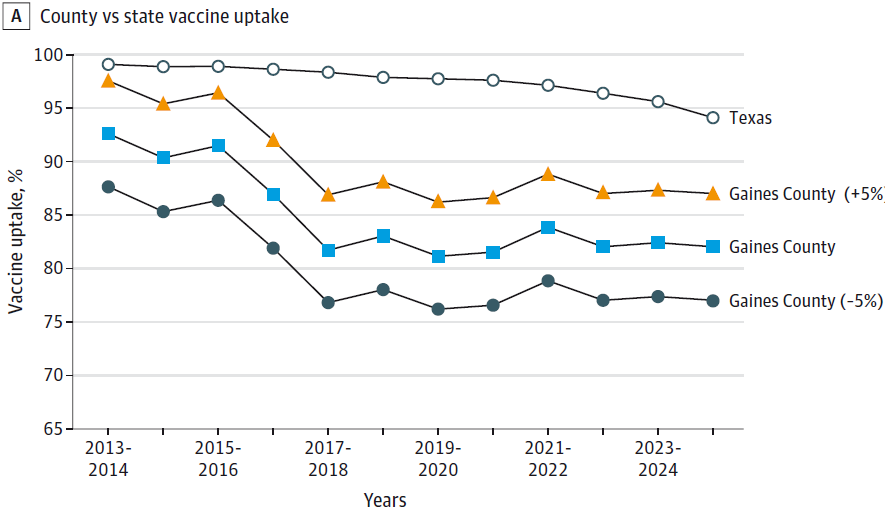 A County vs state vaccine uptake
100
95
90
85
80
75
70
65
Vaccine uptake, %
Texas
Gaines County (+5%)
Gaines County
Gaines County (−5%)
2013-
2014
2015-
2016
2017-
2018
2019-
2020
2021-
2022
2023-
2024
Years